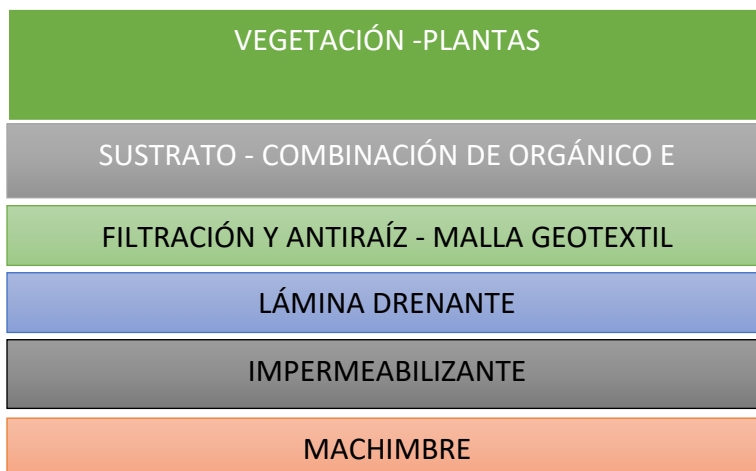 VEGETACIÓN -PLANTAS
SUSTRATO - COMBINACIÓN DE ORGÁNICO E
FILTRACIÓN Y ANTIRAÍZ - MALLA GEOTEXTIL
LÁMINA DRENANTE
IMPERMEABILIZANTE
MACHIMBRE